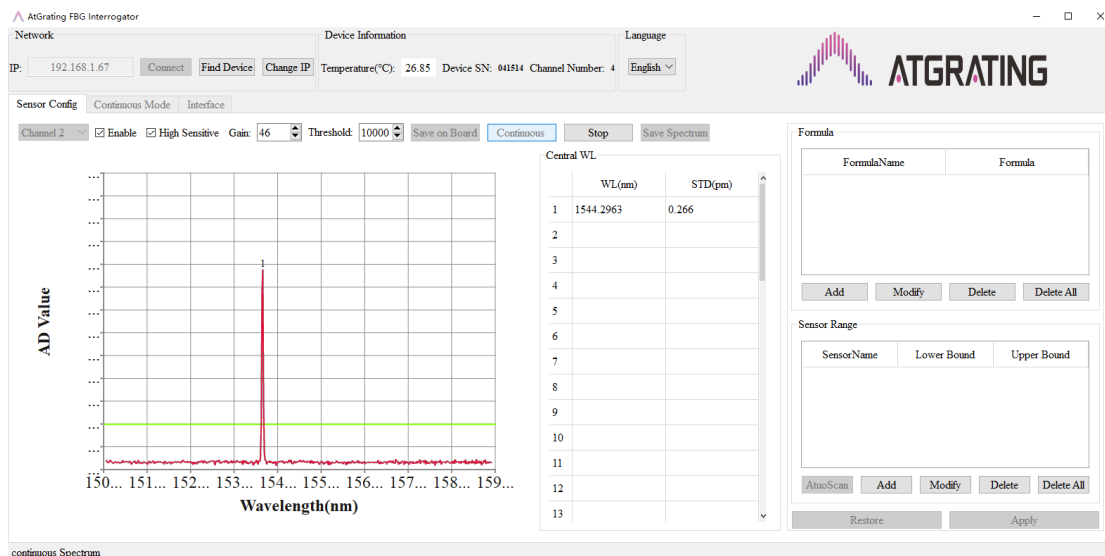 AtGrating FBG Interrogator
Network
Device Information
Language
IP: 192.168.1.67 Connect Find Device Change IP Temperature(℃): 26.85 Device SN: 041514 Channel Number: 4 English
ATGRATING
Sensor Config Continuous Mode Interface
Channel 2 Enable High Sensitive Gain: 46 Threshold: 10000 Save on Board Continuous Stop Save Spectrum
Central WL
WL(nm) STD(pm)
1 1544.2963 0.266
2
3
4
5
6
7
8
9
10
11
12
13
1
...
...
...
...
...
...
...
...
...
...
...
...
...
...
AD Value
150... 151... 152... 153... 154... 155... 156... 157... 158... 159...
Wavelength(nm)
Formula
FormulaName Formula
Add Modify Delete Delete All
Sensor Range
SensorName Lower Bound Upper Bound
AtuoScan Add Modify Delete Delete All
Restore Apply
continuous Spectrum